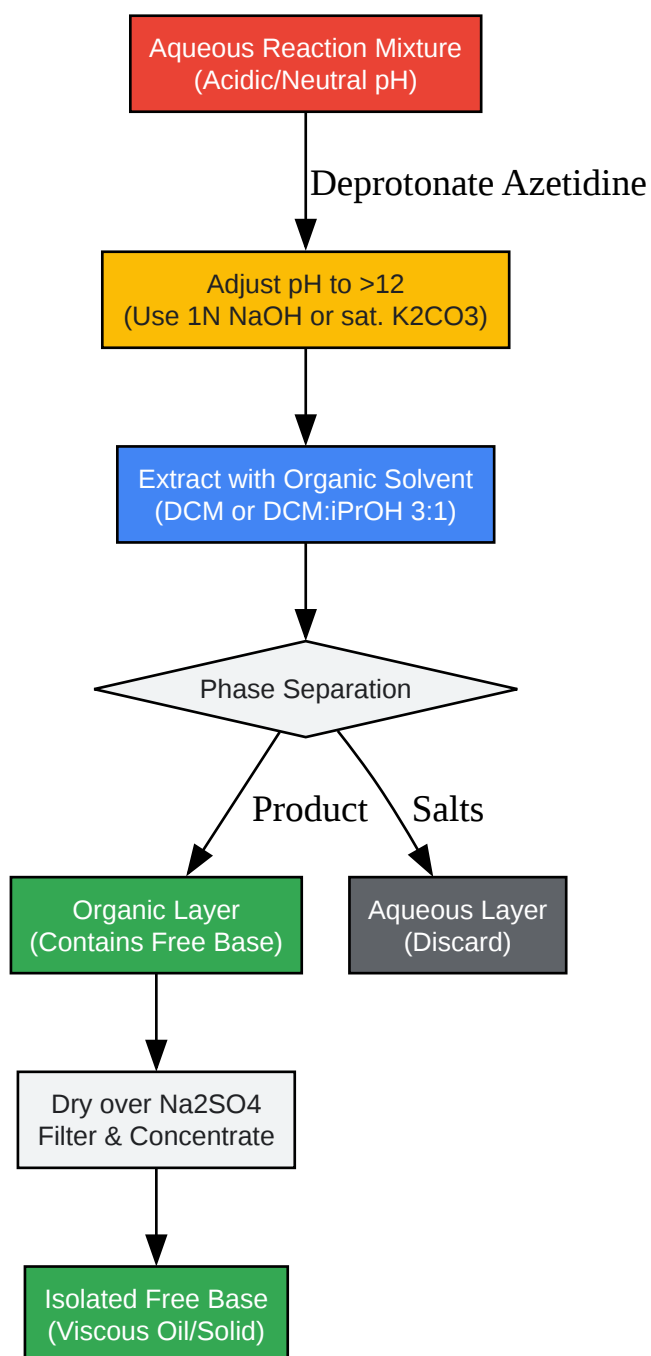 Aqueous Reaction Mixture
(Acidic/Neutral pH)
Deprotonate Azetidine
Adjust pH to >12
(Use 1N NaOH or sat. K2CO3)
Extract with Organic Solvent
(DCM or DCM:iPrOH 3:1)
Phase Separation
Product
Salts
Organic Layer
(Contains Free Base)
Aqueous Layer
(Discard)
Dry over Na2SO4
Filter & Concentrate
Isolated Free Base
(Viscous Oil/Solid)